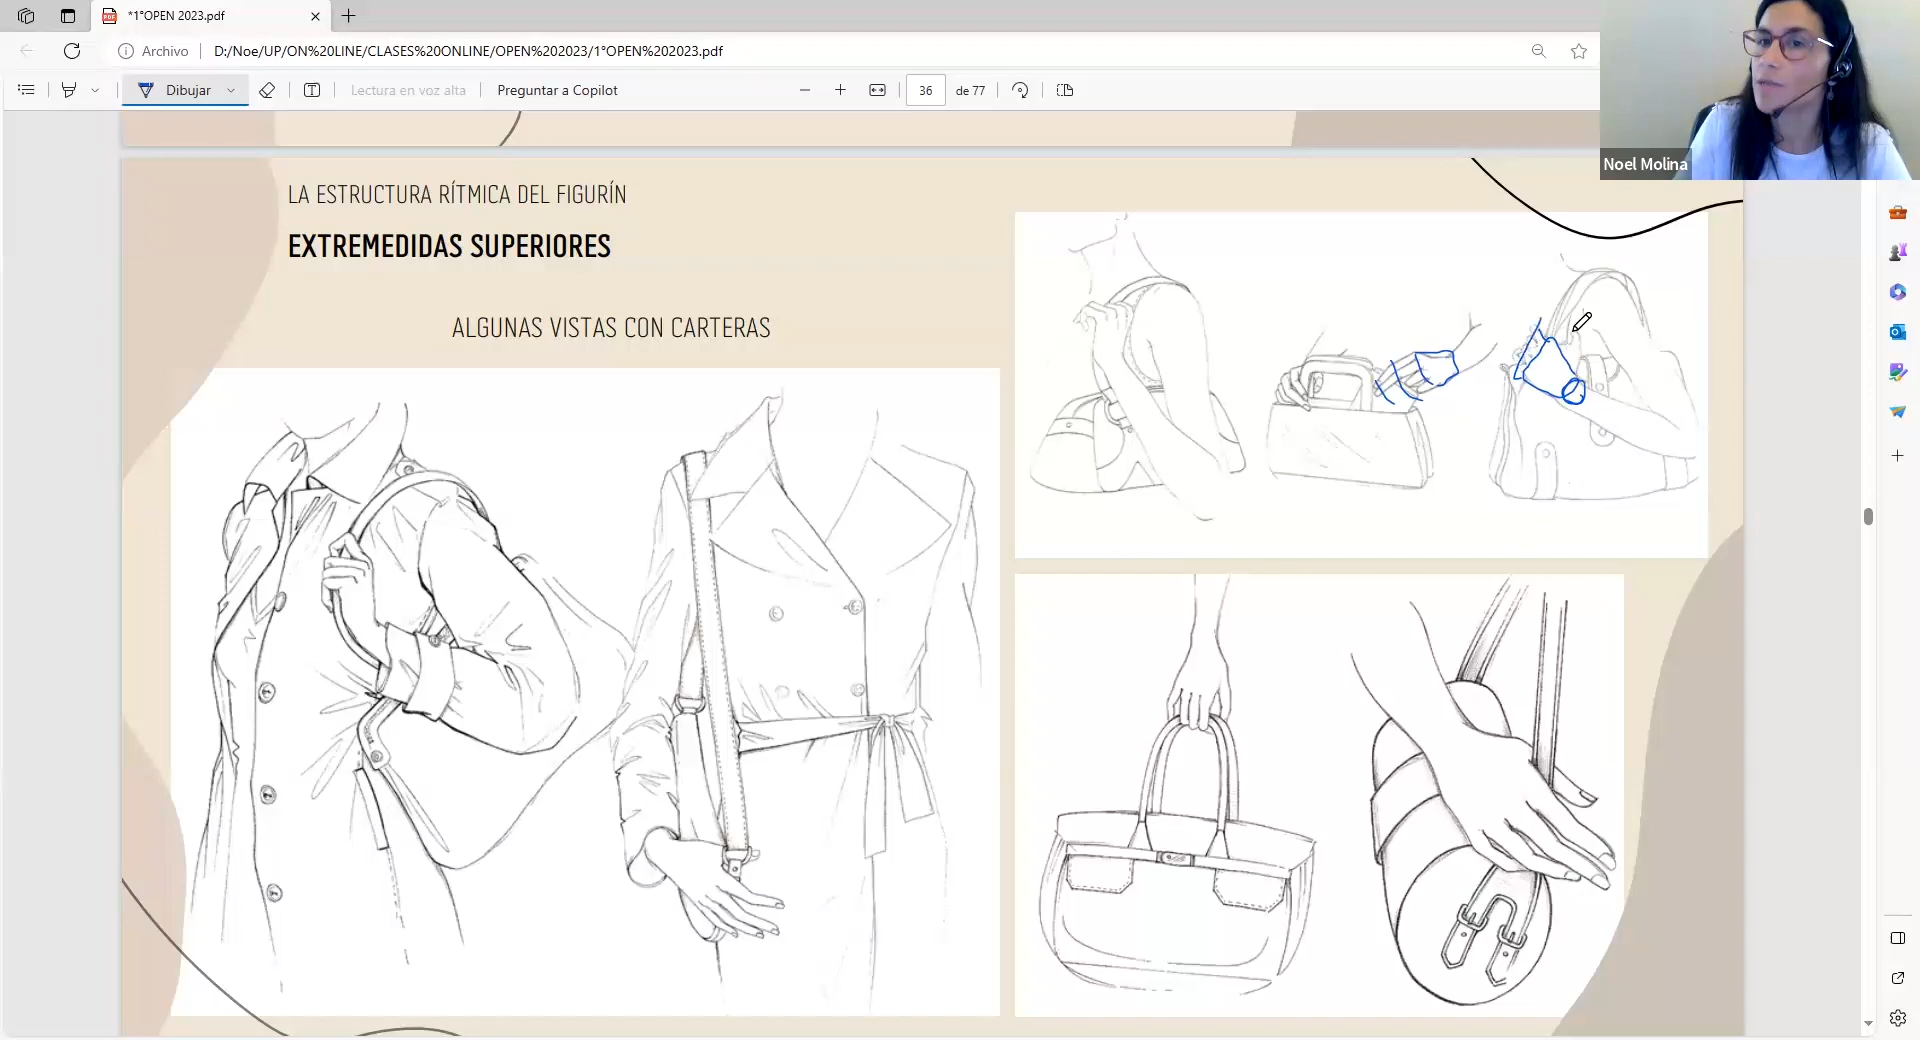 *1°OPEN 2023.pdf
Archivo
D:/Noe/UP/ON%20LINE/CLASES%20ONLINE/OPEN%202023/1°OPEN%202023.pdf
Dibujar
Lectura en voz alta
Preguntar a Copilot
36
de 77
Noel Molina
LA ESTRUCTURA RÍTMICA DEL FIGURÍN
EXTREMEDIDAS SUPERIORES
ALGUNAS VISTAS CON CARTERAS